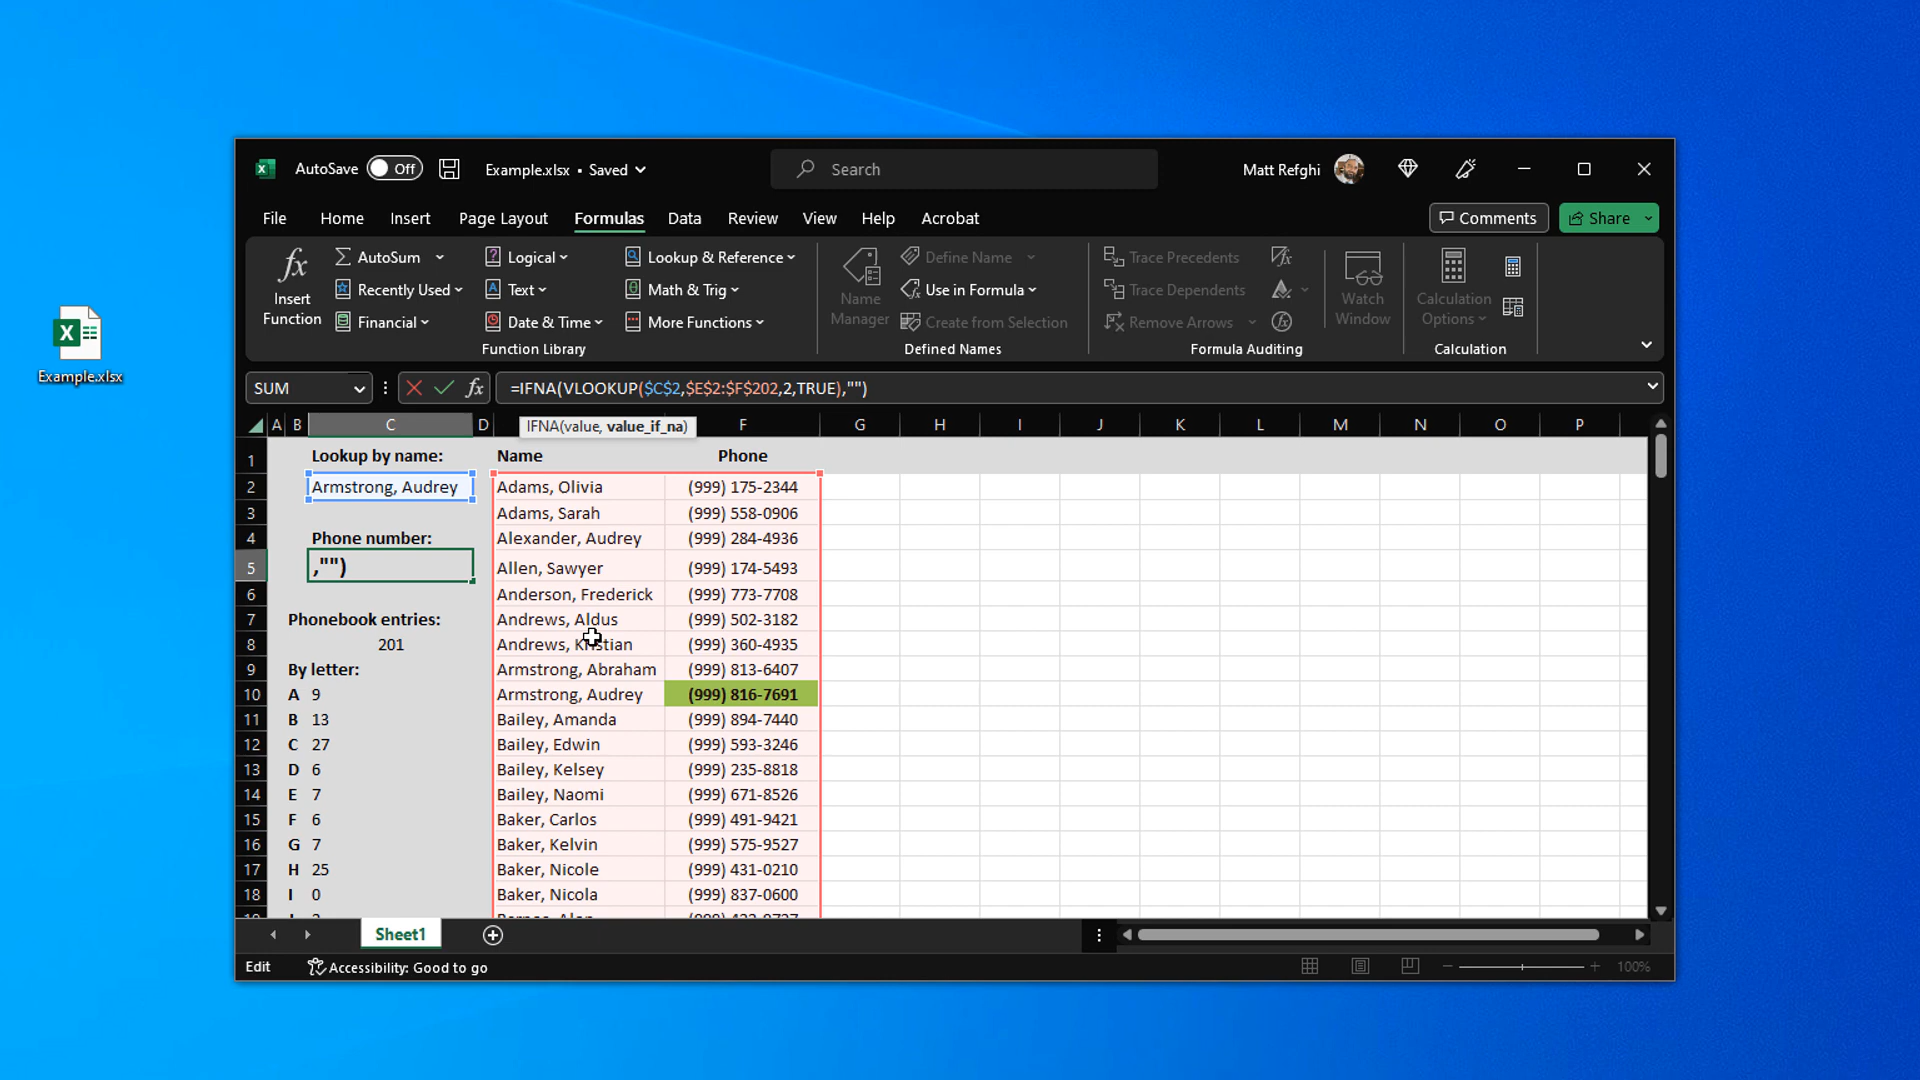 Example.xlsx
AutoSave Off Example.xlsx • Saved Search Matt Refghi
File Home Insert Page Layout Formulas Data Review View Help Acrobat Comments Share
fx Insert Function
AutoSum
Recently Used
Financial
Logical
Text
Date & Time
Lookup & Reference
Math & Trig
More Functions
Function Library
Name Manager
Define Name
Use in Formula
Create from Selection
Defined Names
Trace Precedents
Trace Dependents
Remove Arrows
fx
Formula Auditing
Watch Window
Calculation Options
Calculation
SUM fx =IFNA(VLOOKUP($C$2,$E$2:$F$202,2,TRUE),"")
IFNA(value, value_if_na)
A B C D F G H I J K L M N O P
1 Lookup by name: Name Phone
2 Armstrong, Audrey Adams, Olivia (999) 175-2344
3 Adams, Sarah (999) 558-0906
4 Phone number: Alexander, Audrey (999) 284-4936
5 ,"") Allen, Sawyer (999) 174-5493
6 Anderson, Frederick (999) 773-7708
7 Phonebook entries: Andrews, Aldus (999) 502-3182
8 201 Andrews, Kristian (999) 360-4935
9 By letter: Armstrong, Abraham (999) 813-6407
10 A 9 Armstrong, Audrey (999) 816-7691
11 B 13 Bailey, Amanda (999) 894-7440
12 C 27 Bailey, Edwin (999) 593-3246
13 D 6 Bailey, Kelsey (999) 235-8818
14 E 7 Bailey, Naomi (999) 671-8526
15 F 6 Baker, Carlos (999) 491-9421
16 G 7 Baker, Kelvin (999) 575-9527
17 H 25 Baker, Nicole (999) 431-0210
18 I 0 Baker, Nicola (999) 837-0600
Sheet1
Edit Accessibility: Good to go 100%